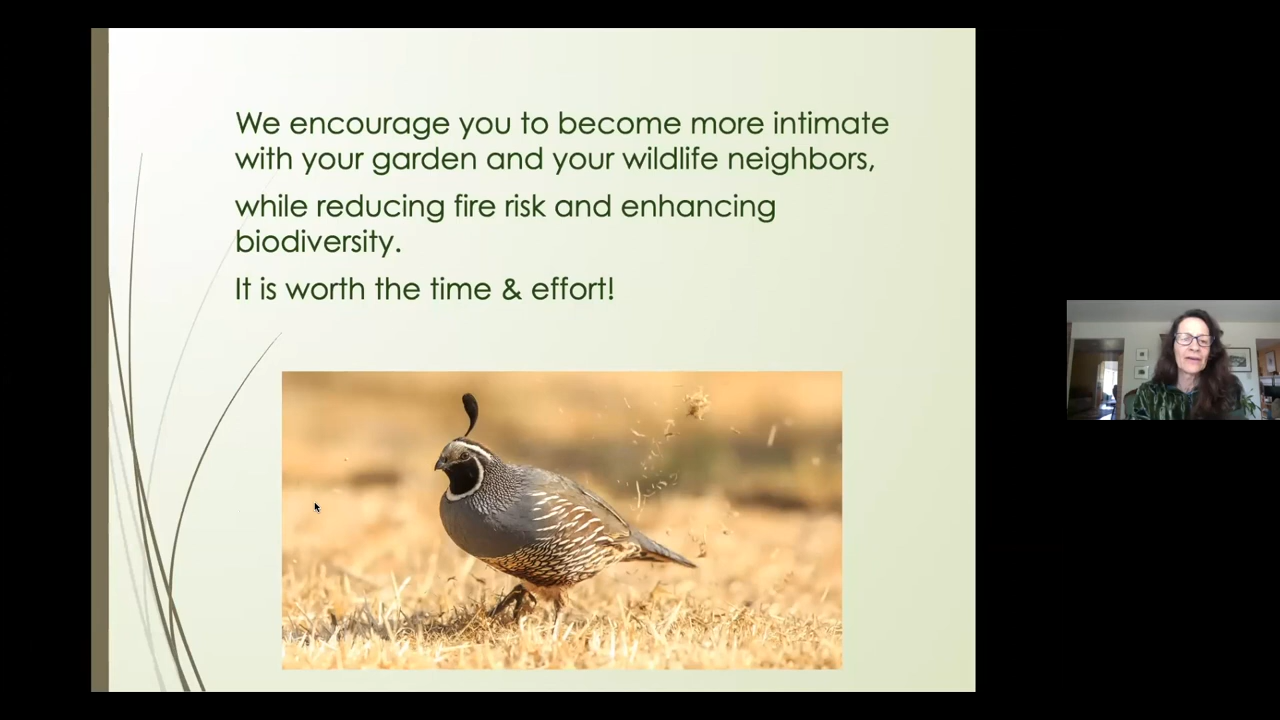 We encourage you to become more intimate
with your garden and your wildlife neighbors,
while reducing fire risk and enhancing
biodiversity.
It is worth the time & effort!